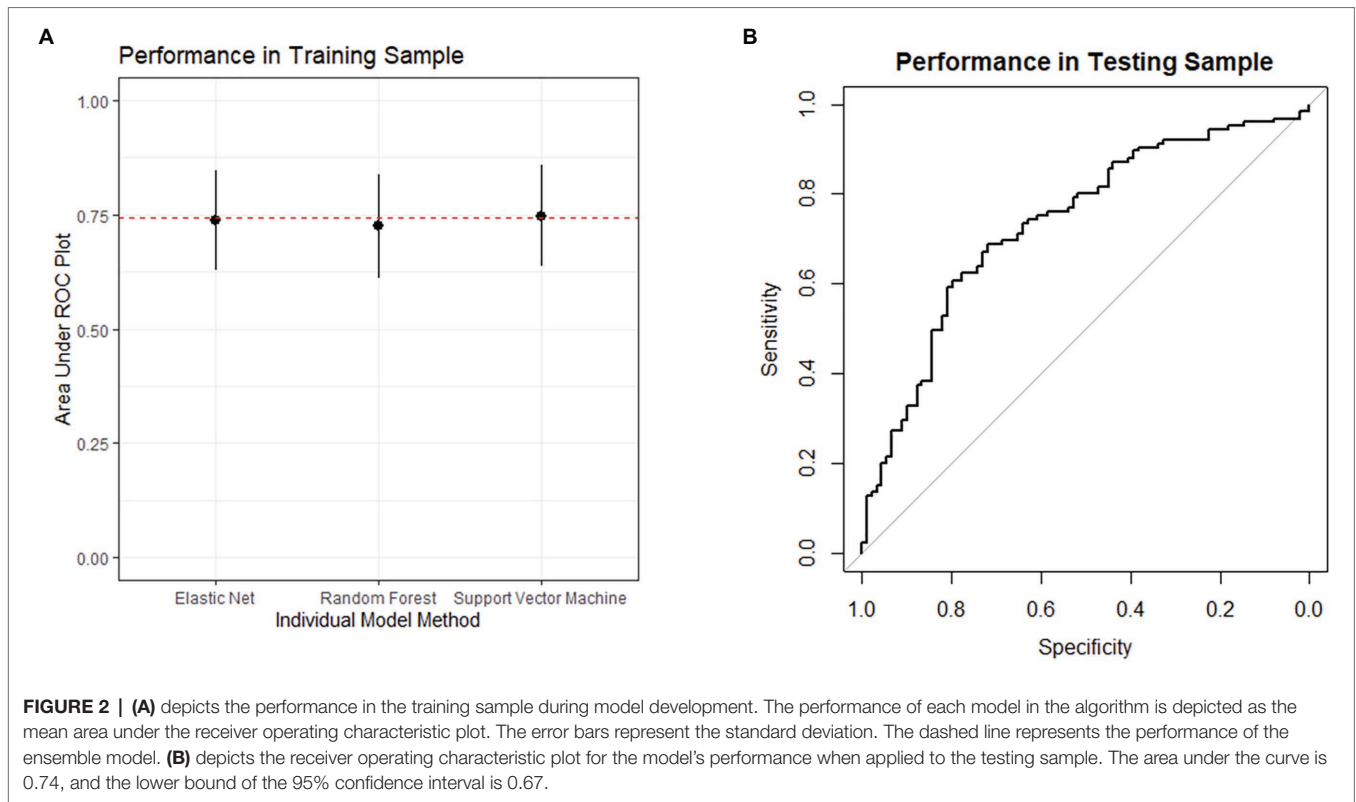 A
Performance in Training Sample
1.00
0.75
0.50
0.25
0.00
Area Under ROC Plot
Elastic Net
Random Forest
Support Vector Machine
Individual Model Method
B
Performance in Testing Sample
1.0
0.8
0.6
0.4
0.2
0.0
Sensitivity
1.0 0.8 0.6 0.4 0.2 0.0
Specificity
FIGURE 2 | (A) depicts the performance in the training sample during model development. The performance of each model in the algorithm is depicted as the
mean area under the receiver operating characteristic plot. The error bars represent the standard deviation. The dashed line represents the performance of the
ensemble model. (B) depicts the receiver operating characteristic plot for the model’s performance when applied to the testing sample. The area under the curve is
0.74, and the lower bound of the 95% confidence interval is 0.67.